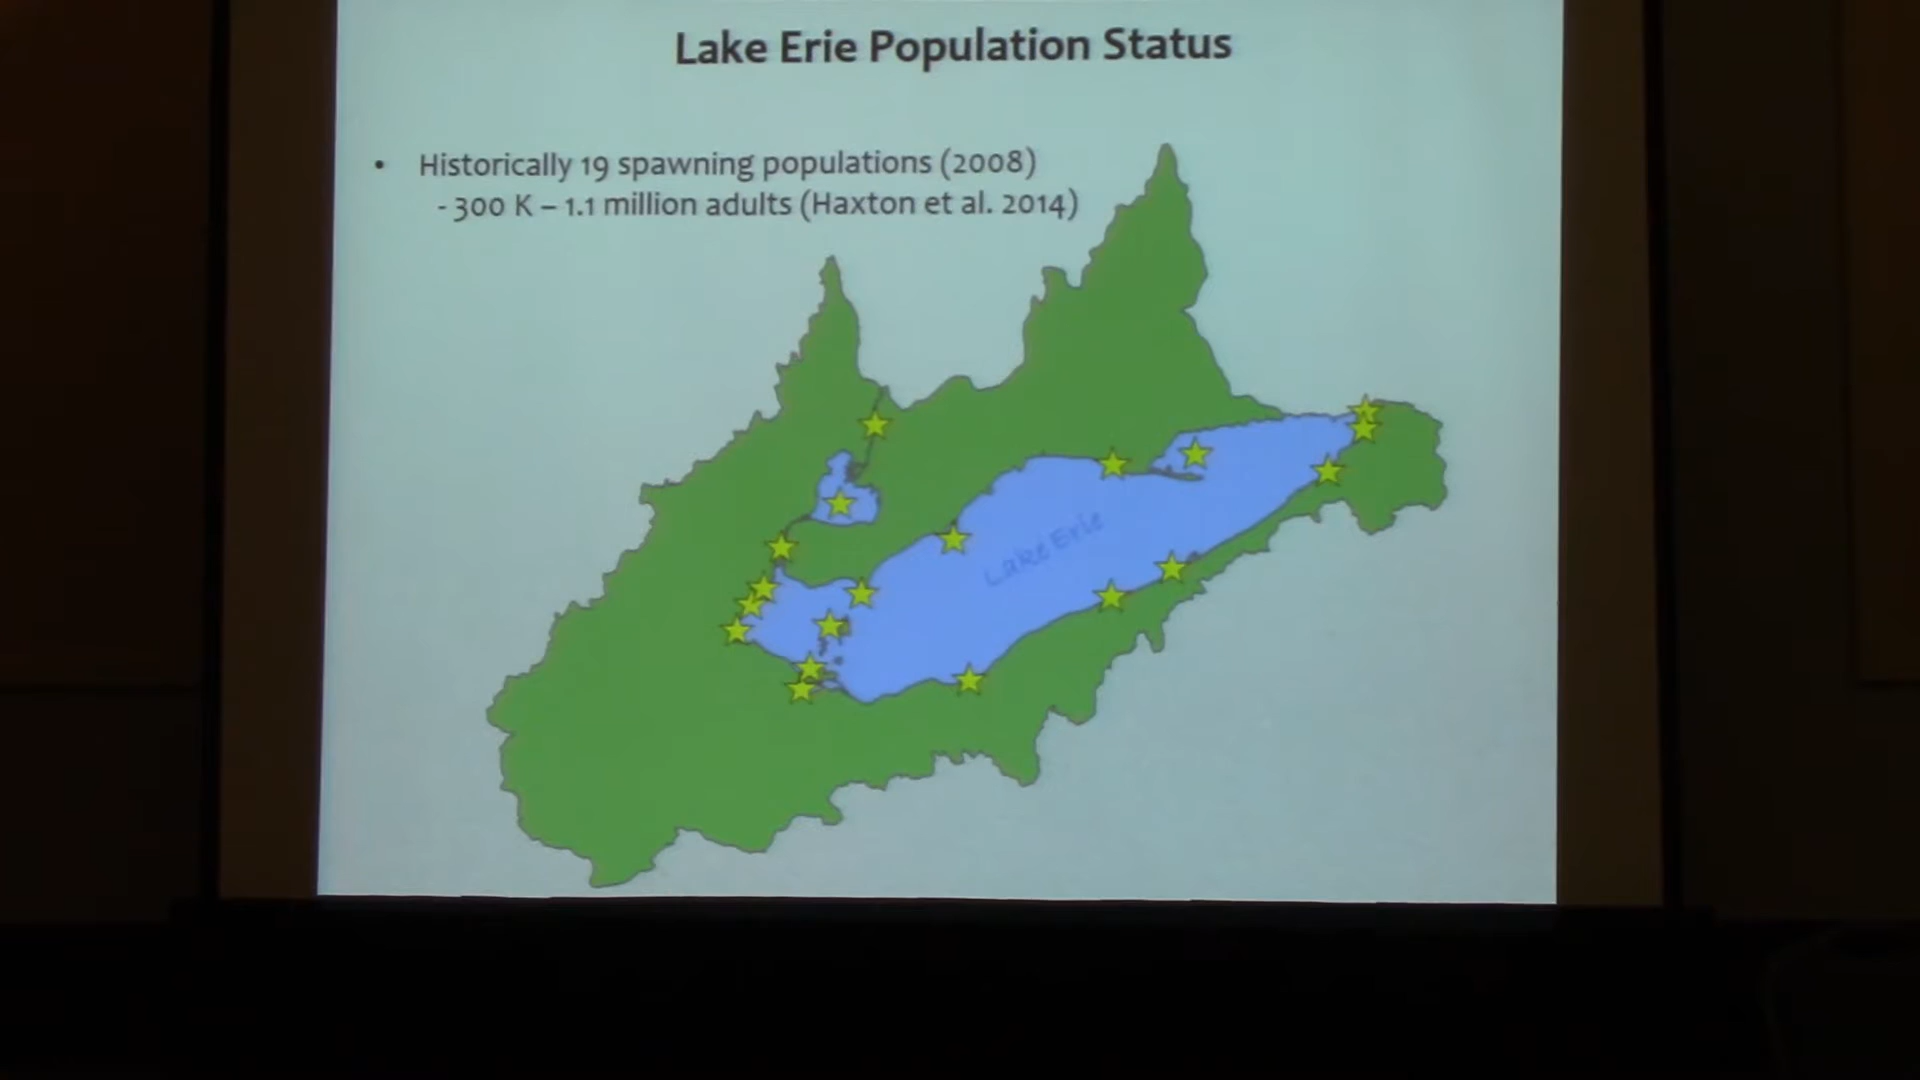 Lake Erie Population Status
• Historically 19 spawning populations (2008)
- 300 K – 1.1 million adults (Haxton et al. 2014)
Lake Erie